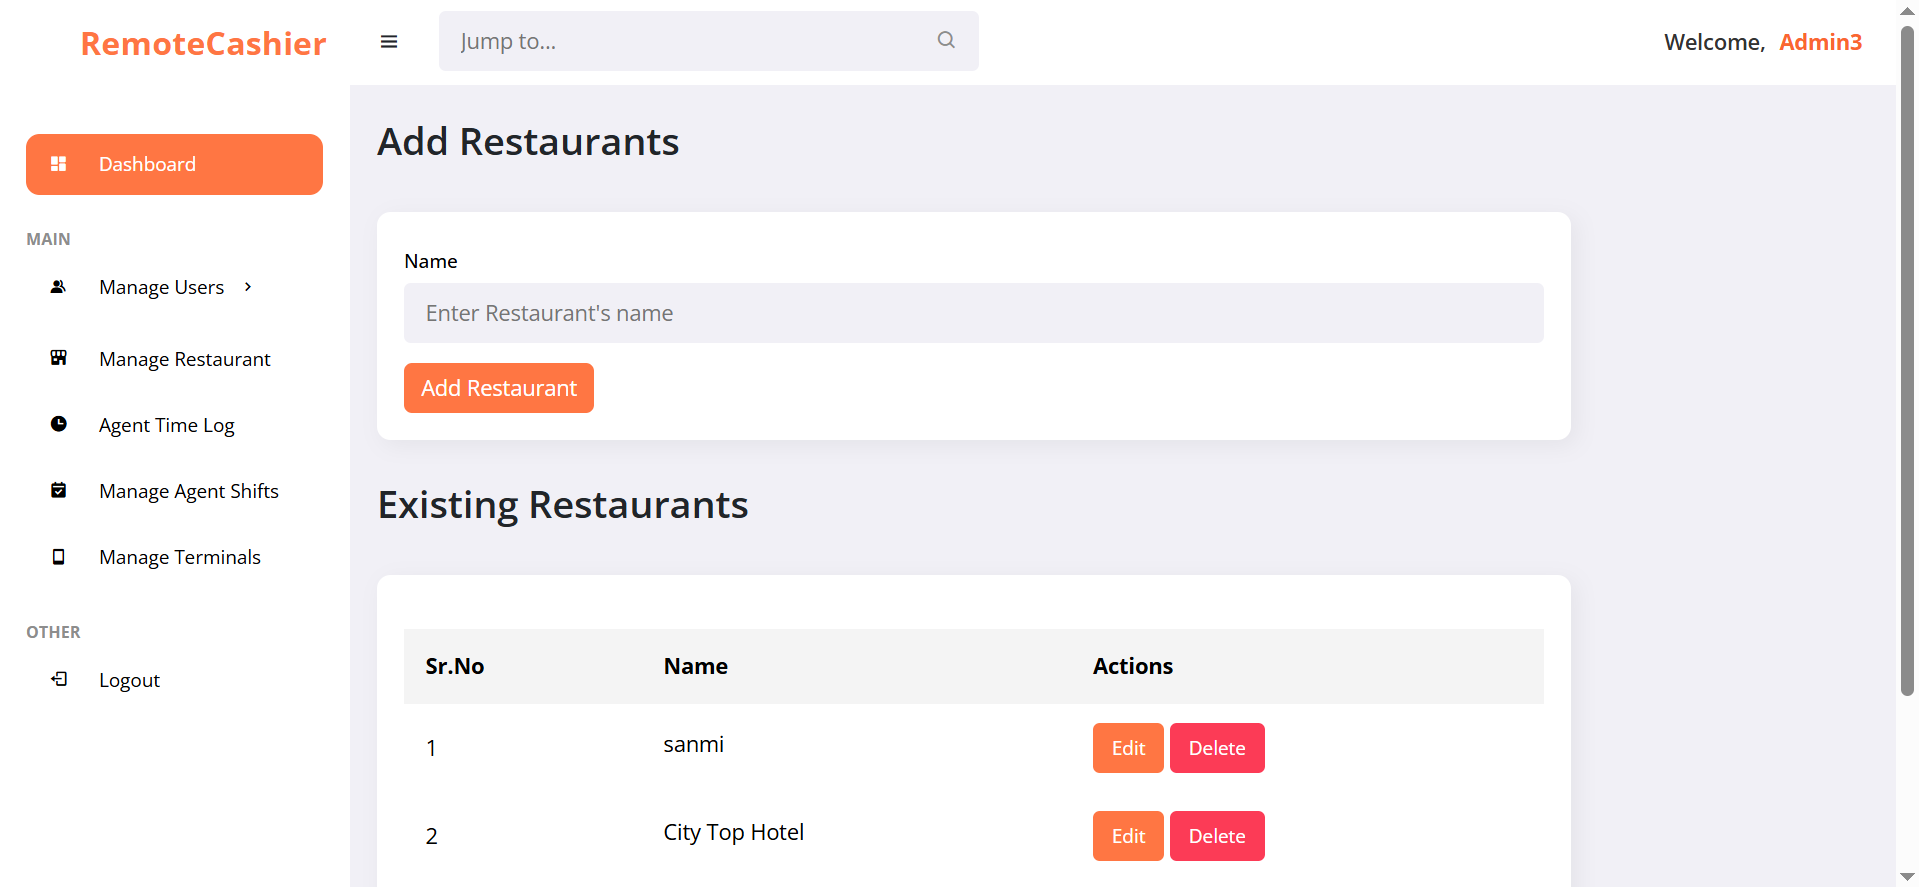 RemoteCashier
Jump to...
Welcome, Admin3
Dashboard
MAIN
Manage Users
Manage Restaurant
Agent Time Log
Manage Agent Shifts
Manage Terminals
OTHER
Logout
Add Restaurants
Name
Enter Restaurant's name
Add Restaurant
Existing Restaurants
Sr.No Name Actions
1 sanmi Edit Delete
2 City Top Hotel Edit Delete